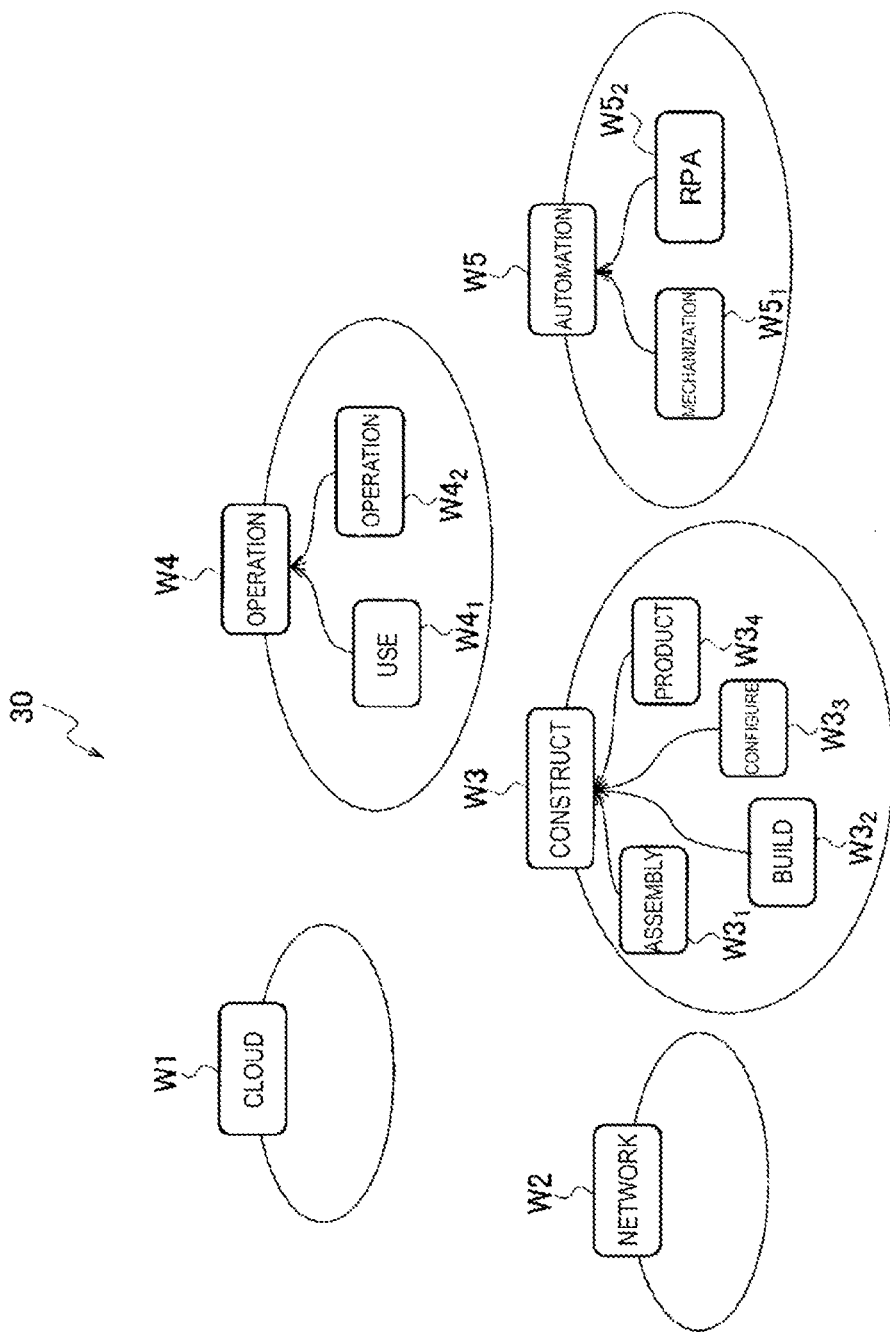 30
W1
CLOUD
W4
OPERATION
USE
W4₁
OPERATION
W4₂
W2
NETWORK
W3
CONSTRUCT
ASSEMBLY
W3₁
BUILD
W3₂
CONFIGURE
W3₃
PRODUCT
W3₄
W5
AUTOMATION
MECHANIZATION
W5₁
RPA
W5₂